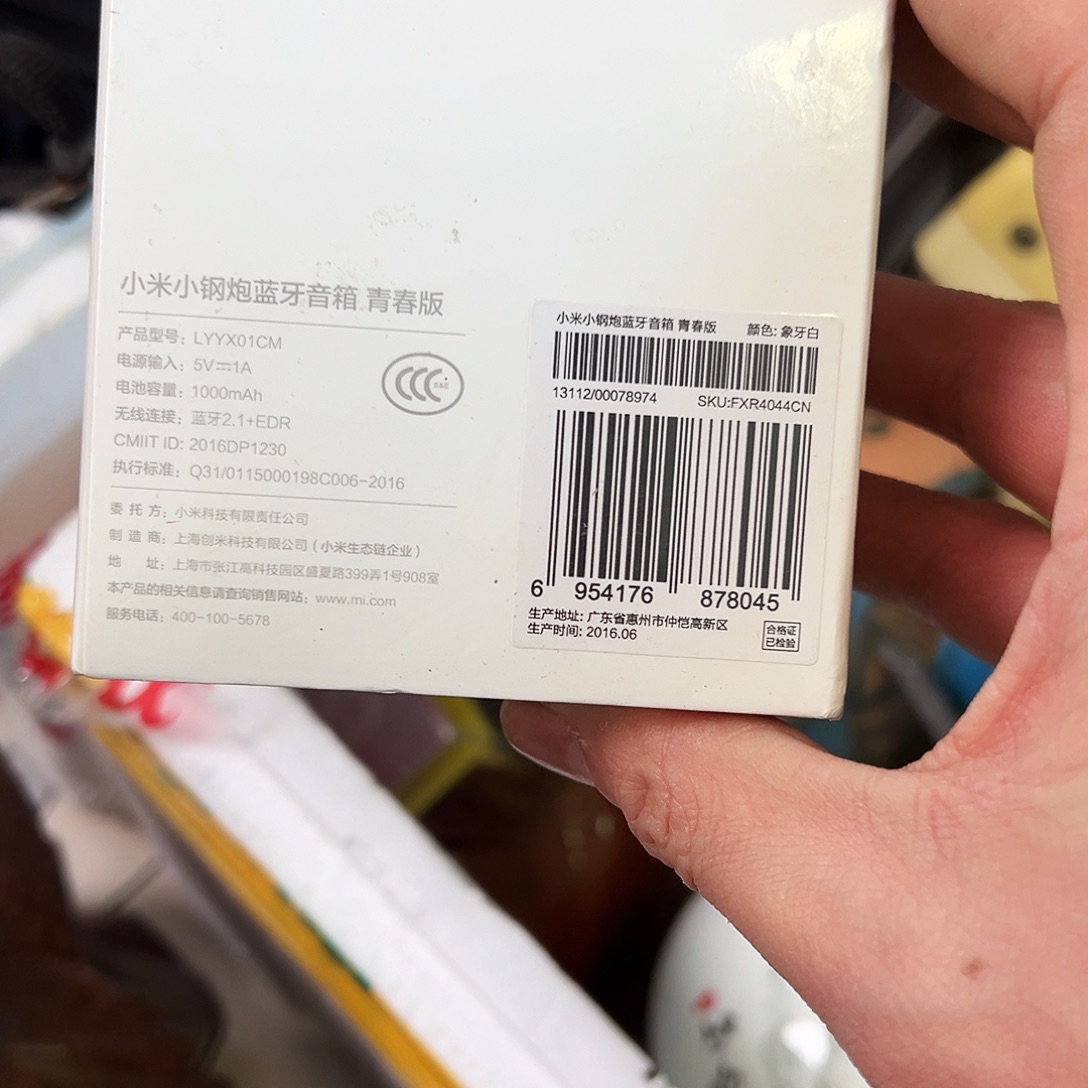 小米小钢炮蓝牙音箱 青春版
产品型号: LYYX01CM
电源输入: 5V⎓1A
电池容量: 1000mAh
无线连接: 蓝牙2.1+EDR
CMIIT ID: 2016DP1230
执行标准: Q31/0115000198C006-2016
CCC S&E
委 托 方: 小米科技有限责任公司
制 造 商: 上海创米科技有限公司(小米生态链企业)
地 址: 上海市张江高科技园区盛夏路399弄1号908室
本产品的相关信息请查询销售网站: www.mi.com
服务电话: 400-100-5678
小米小钢炮蓝牙音箱 青春版 颜色: 象牙白
13112/00078974 SKU:FXR4044CN
6 954176 878045
生产地址: 广东省惠州市仲恺高新区
生产时间: 2016.06
合格证
已检验